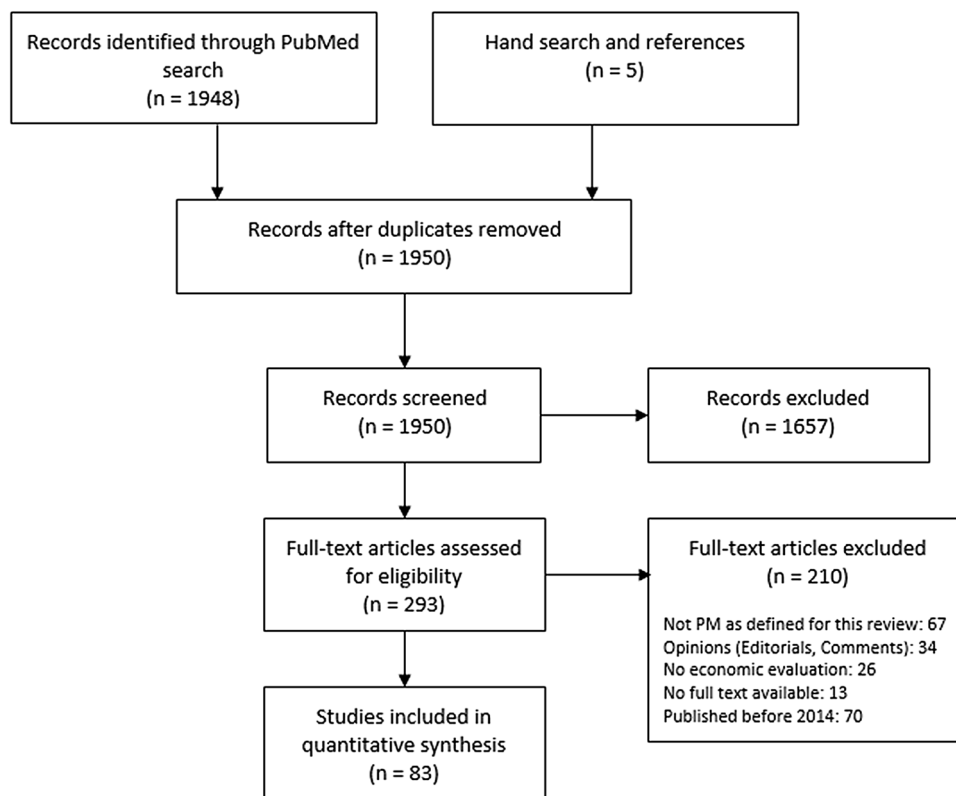 Records identified through PubMed
search
(n = 1948)
Hand search and references
(n = 5)
Records after duplicates removed
(n = 1950)
Records screened
(n = 1950)
Records excluded
(n = 1657)
Full-text articles assessed
for eligibility
(n = 293)
Full-text articles excluded
(n = 210)
Not PM as defined for this review: 67
Opinions (Editorials, Comments): 34
No economic evaluation: 26
No full text available: 13
Published before 2014: 70
Studies included in
quantitative synthesis
(n = 83)